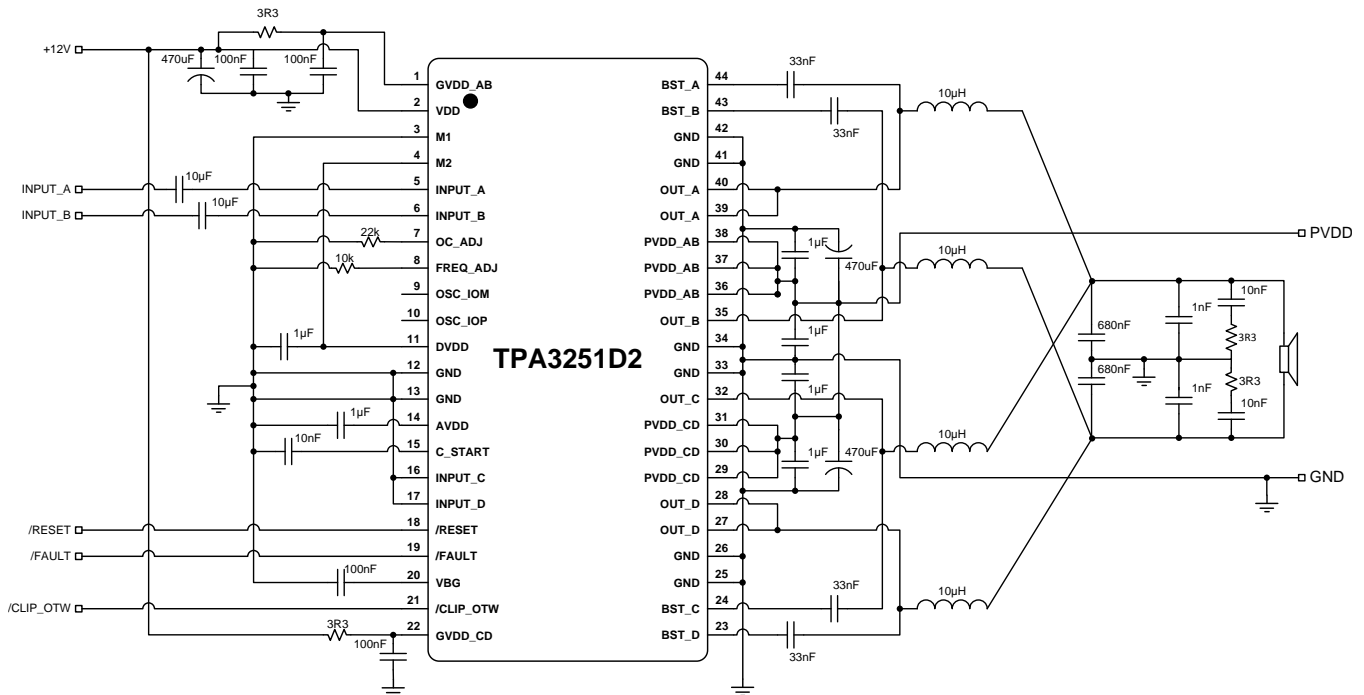 3R3
+12V
470uF
100nF
100nF
33nF
1
GVDD_AB
BST_A
44
10µH
2
VDD
BST_B
43
33nF
3
M1
GND
42
4
M2
GND
41
INPUT_A
10µF
5
INPUT_A
OUT_A
40
INPUT_B
10µF
6
INPUT_B
OUT_A
39
22k
7
OC_ADJ
PVDD_AB
38
1µF
470uF
PVDD
10k
8
FREQ_ADJ
PVDD_AB
37
10µH
9
OSC_IOM
PVDD_AB
36
10nF
10
OSC_IOP
OUT_B
35
1nF
680nF
1µF
11
DVDD
TPA3251D2
GND
34
1µF
3R3
12
GND
GND
33
680nF
3R3
13
GND
OUT_C
32
1µF
1nF
10nF
1µF
14
AVDD
PVDD_CD
31
10nF
15
C_START
PVDD_CD
30
1µF
470uF
10µH
16
INPUT_C
PVDD_CD
29
GND
17
INPUT_D
OUT_D
28
/RESET
18
/RESET
OUT_D
27
/FAULT
19
/FAULT
GND
26
100nF
20
VBG
GND
25
33nF
10µH
/CLIP_OTW
21
/CLIP_OTW
BST_C
24
3R3
22
GVDD_CD
BST_D
23
100nF
33nF